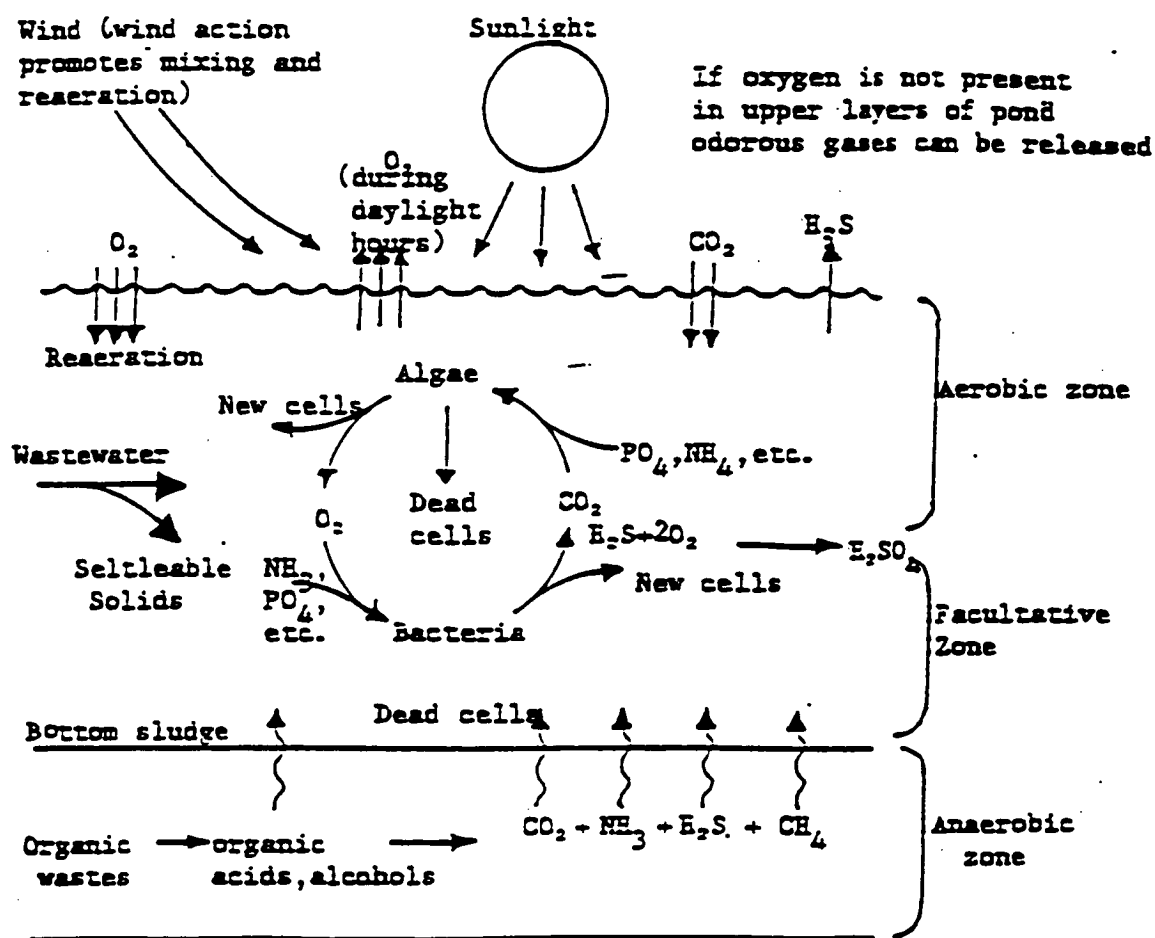 Wind (wind action
promotes mixing and
reaeration)
Sunlight
If oxygen is not present
in upper layers of pond
odorous gases can be released
O₂
(during
daylight
hours)
O₂
CO₂
H₂S
Reaeration
Algae
Aerobic zone
New cells
Wastewater
PO₄,NH₄,etc.
Dead
cells
O₂
CO₂
H₂S+2O₂
H₂SO₄
Seltleable
Solids
NH₃,
PO₄,
etc.
New cells
Bacteria
Facultative
Zone
Dead cells
Bottom sludge
CO₂ + NH₃ + H₂S. + CH₄
Anaerobic
zone
Organic
wastes
organic
acids,alcohols